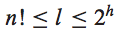 n! ≤ l ≤ 2^h